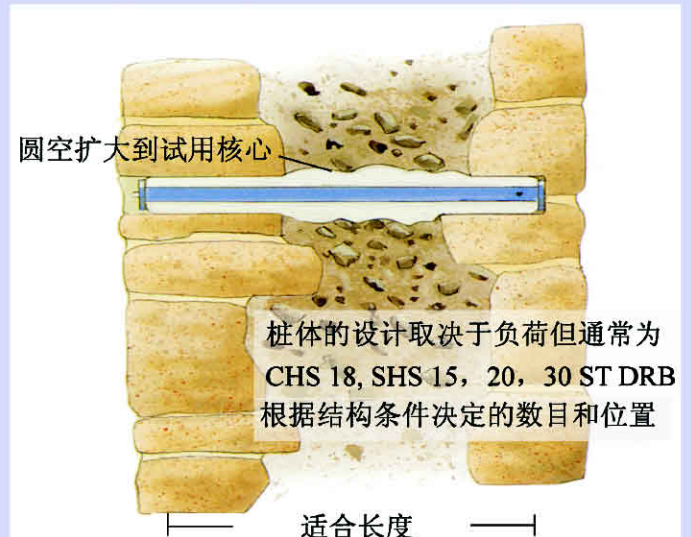 圆空扩大到试用核心
桩体的设计取决于负荷但通常为
CHS 18, SHS 15，20，30 ST DRB
根据结构条件决定的数目和位置
适合长度